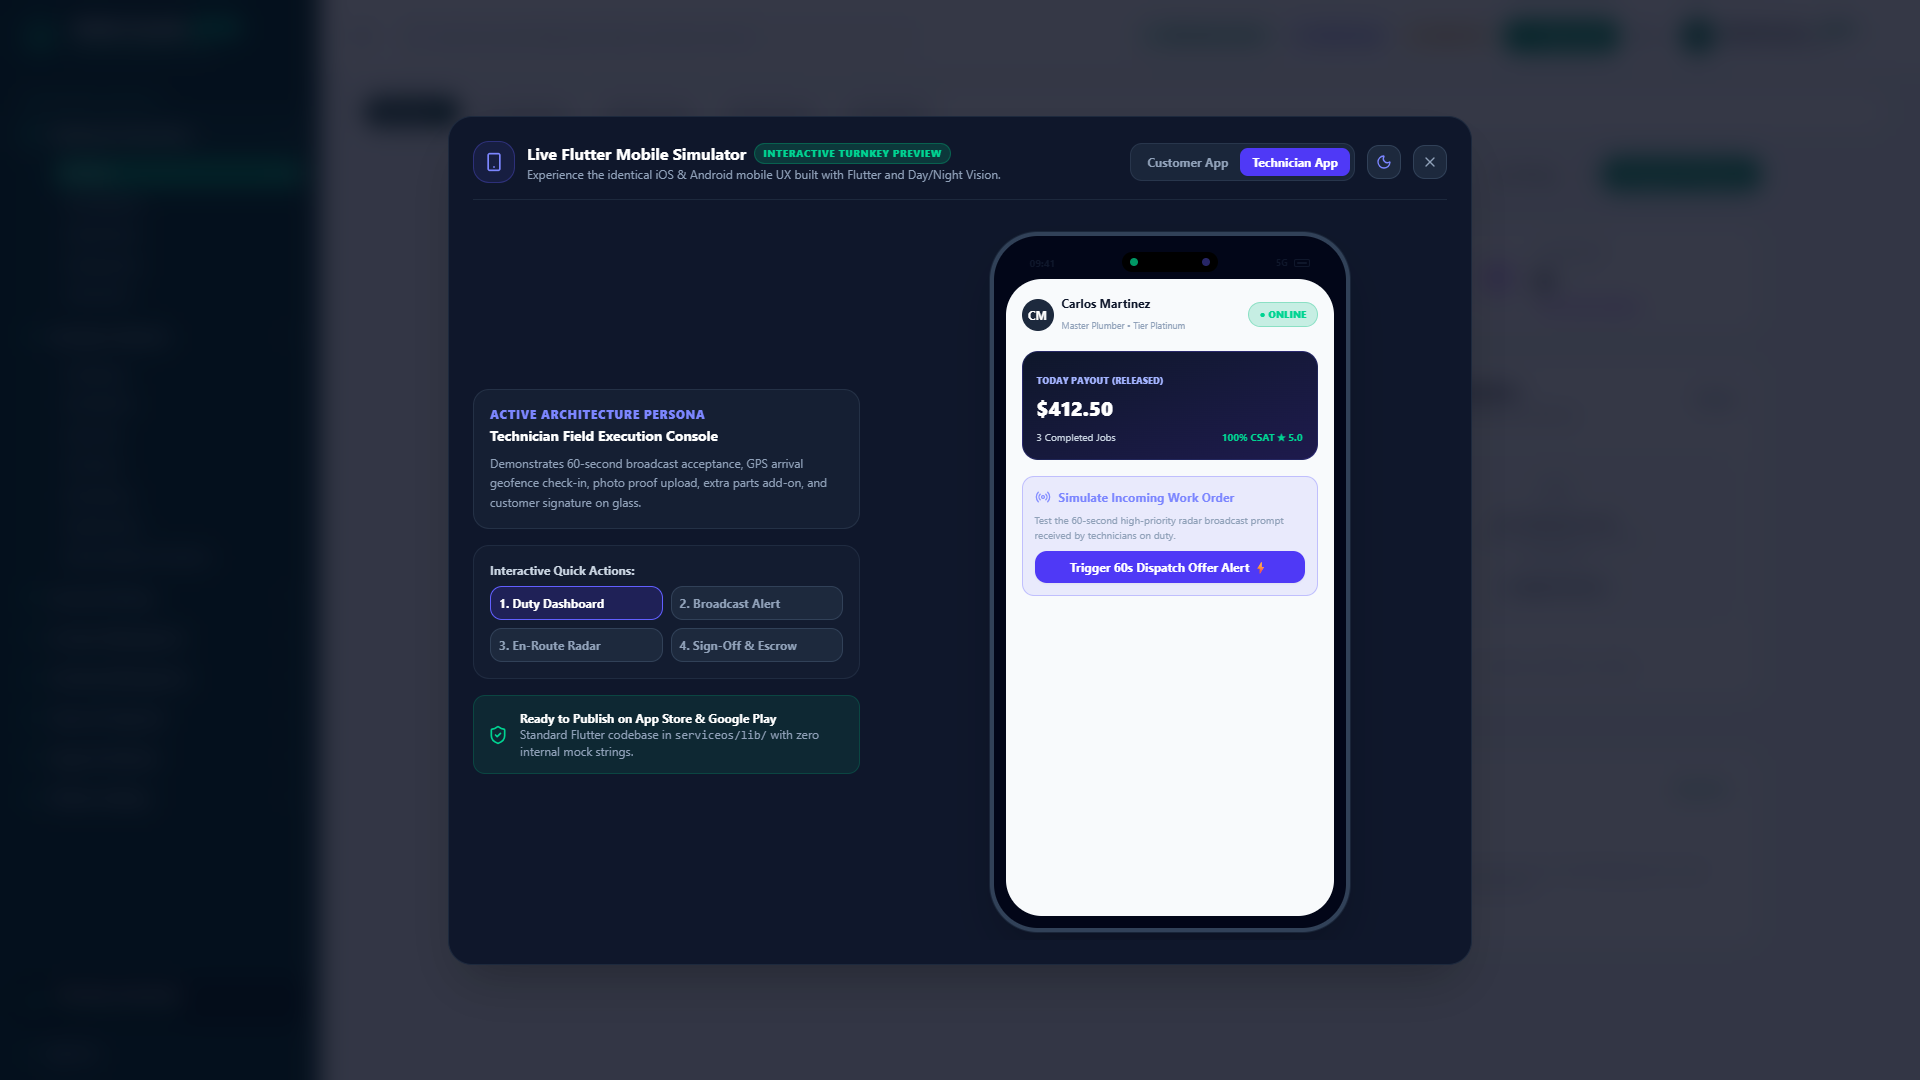 Live Flutter Mobile Simulator
INTERACTIVE TURNKEY PREVIEW
Experience the identical iOS & Android mobile UX built with Flutter and Day/Night Vision.
Customer App
Technician App
ACTIVE ARCHITECTURE PERSONA
Technician Field Execution Console
Demonstrates 60-second broadcast acceptance, GPS arrival
geofence check-in, photo proof upload, extra parts add-on, and
customer signature on glass.
Interactive Quick Actions:
1. Duty Dashboard
2. Broadcast Alert
3. En-Route Radar
4. Sign-Off & Escrow
Ready to Publish on App Store & Google Play
Standard Flutter codebase in serviceos/lib/ with zero
internal mock strings.
09:41
5G
CM
Carlos Martinez
Master Plumber • Tier Platinum
• ONLINE
TODAY PAYOUT (RELEASED)
$412.50
3 Completed Jobs
100% CSAT ★ 5.0
Simulate Incoming Work Order
Test the 60-second high-priority radar broadcast prompt
received by technicians on duty.
Trigger 60s Dispatch Offer Alert ⚡